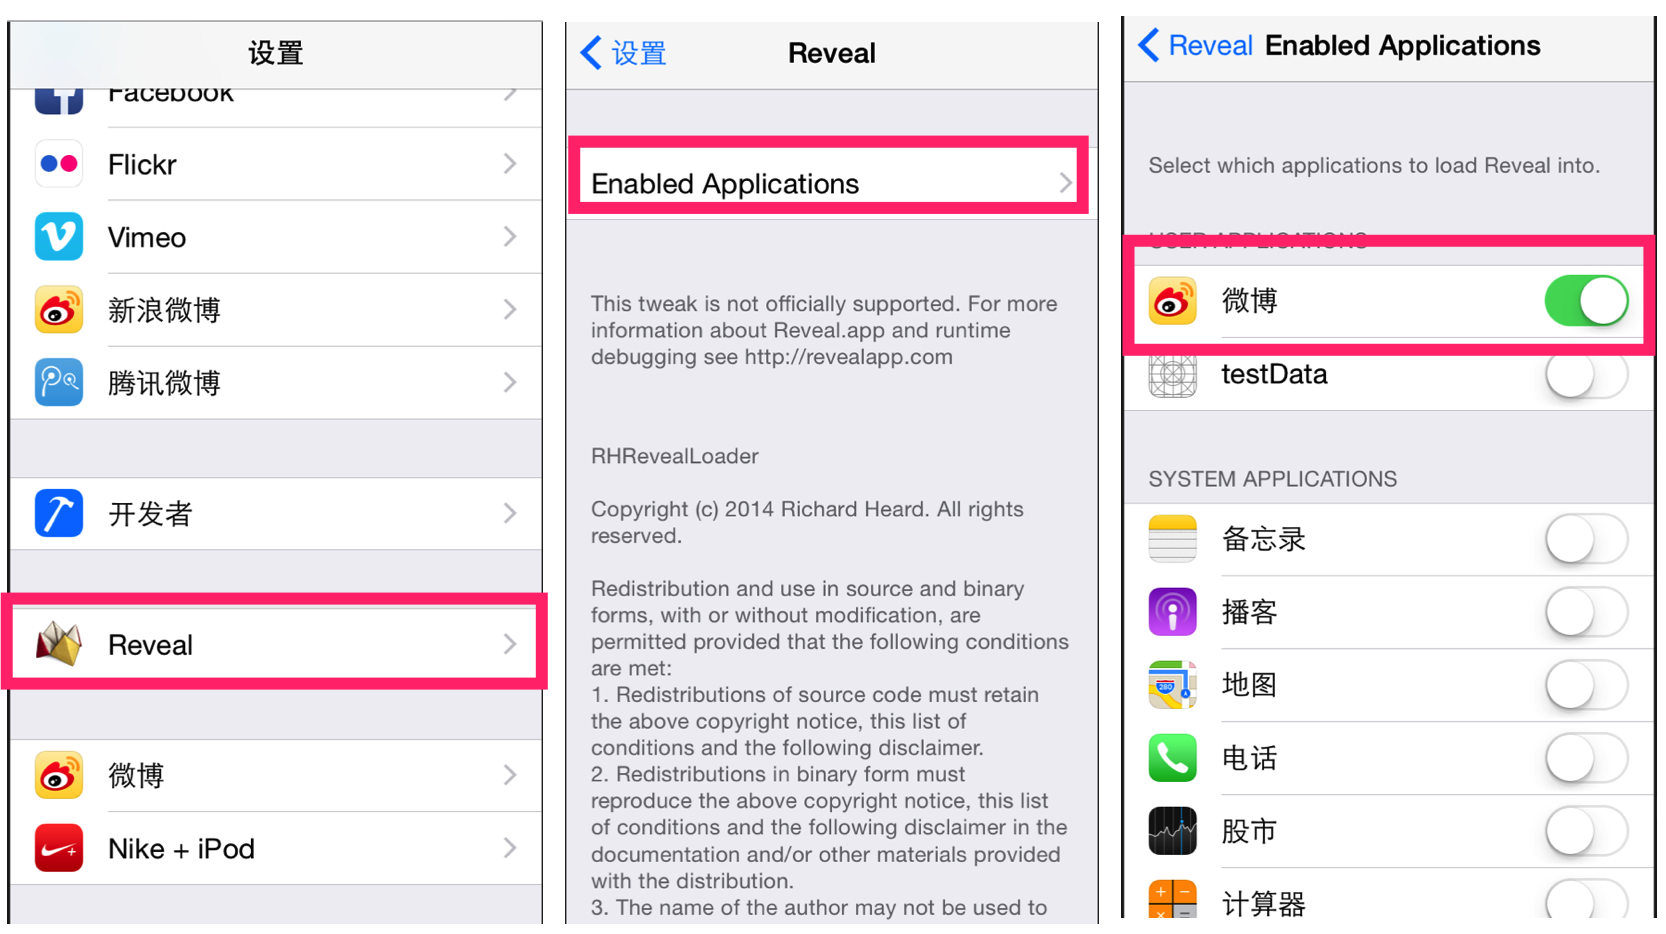 设置
Facebook
Flickr
Vimeo
新浪微博
腾讯微博
开发者
Reveal
微博
Nike + iPod
设置
Reveal
Enabled Applications
This tweak is not officially supported. For more
information about Reveal.app and runtime
debugging see http://revealapp.com
RHRevealLoader
Copyright (c) 2014 Richard Heard. All rights
reserved.
Redistribution and use in source and binary
forms, with or without modification, are
permitted provided that the following conditions
are met:
1. Redistributions of source code must retain
the above copyright notice, this list of
conditions and the following disclaimer.
2. Redistributions in binary form must
reproduce the above copyright notice, this list
of conditions and the following disclaimer in the
documentation and/or other materials provided
with the distribution.
3. The name of the author may not be used to
Reveal
Enabled Applications
Select which applications to load Reveal into.
USER APPLICATIONS
微博
testData
SYSTEM APPLICATIONS
备忘录
播客
280
地图
电话
股市
计算器